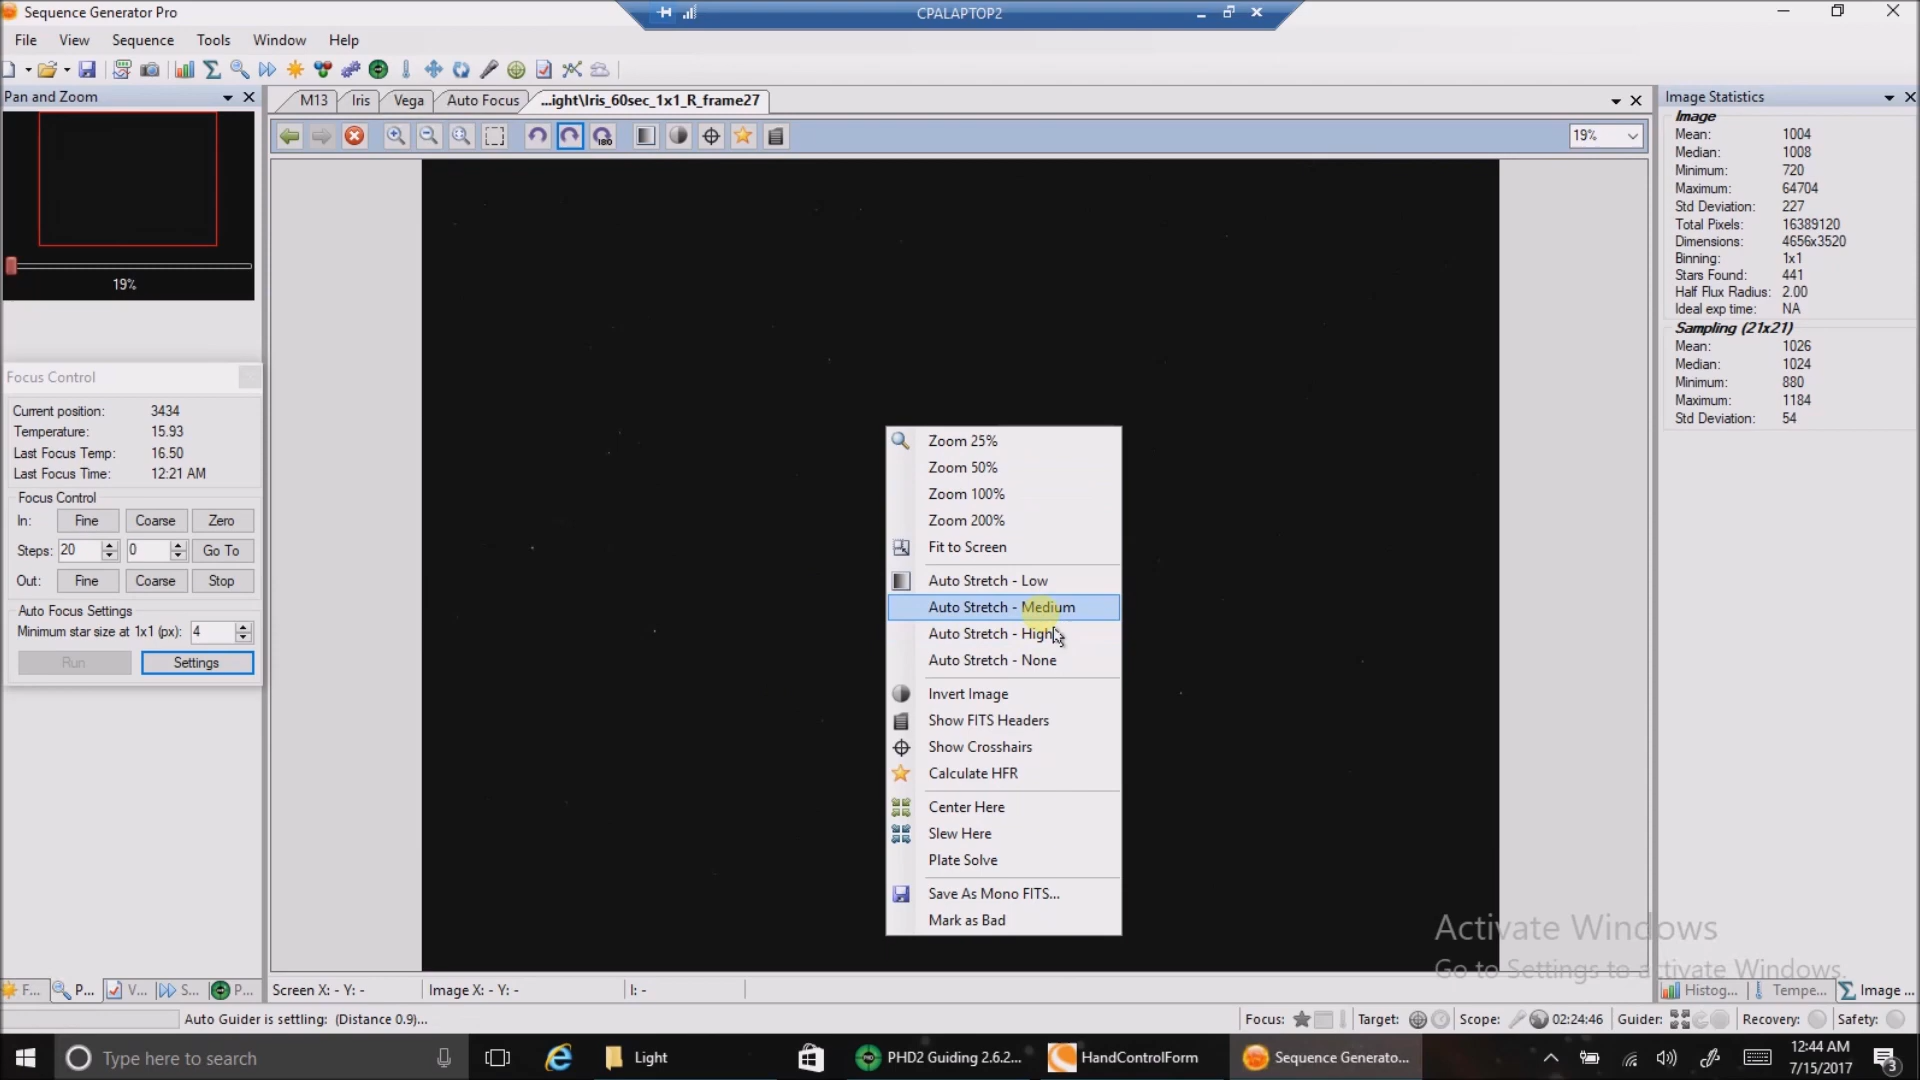 Sequence Generator Pro
CPALAPTOP2
File View Sequence Tools Window Help
Pan and Zoom
19%
Focus Control
Current position: 3434
Temperature: 15.93
Last Focus Temp: 16.50
Last Focus Time: 12:21 AM
Focus Control
In: Fine Coarse Zero
Steps: 20 0 Go To
Out: Fine Coarse Stop
Auto Focus Settings
Minimum star size at 1x1 (px): 4
Run Settings
F... P... V... S... P...
M13 Iris Vega Auto Focus ...ight\Iris_60sec_1x1_R_frame27
180
19%
Zoom 25%
Zoom 50%
Zoom 100%
Zoom 200%
Fit to Screen
Auto Stretch - Low
Auto Stretch - Medium
Auto Stretch - High
Auto Stretch - None
Invert Image
Show FITS Headers
Show Crosshairs
Calculate HFR
Center Here
Slew Here
Plate Solve
Save As Mono FITS...
Mark as Bad
Screen X: - Y: - Image X: - Y: - I: -
Image Statistics
Image
Mean: 1004
Median: 1008
Minimum: 720
Maximum: 64704
Std Deviation: 227
Total Pixels: 16389120
Dimensions: 4656x3520
Binning: 1x1
Stars Found: 441
Half Flux Radius: 2.00
Ideal exp time: NA
Sampling (21x21)
Mean: 1026
Median: 1024
Minimum: 880
Maximum: 1184
Std Deviation: 54
Activate Windows
Go to Settings to activate Windows.
Histog... Tempe... Image ...
Auto Guider is settling: (Distance 0.9)...
Focus: Target: Scope: 02:24:46 Guider: Recovery: Safety:
Type here to search
Light
PHD2 Guiding 2.6.2...
HandControlForm
Sequence Generato...
12:44 AM
7/15/2017
3